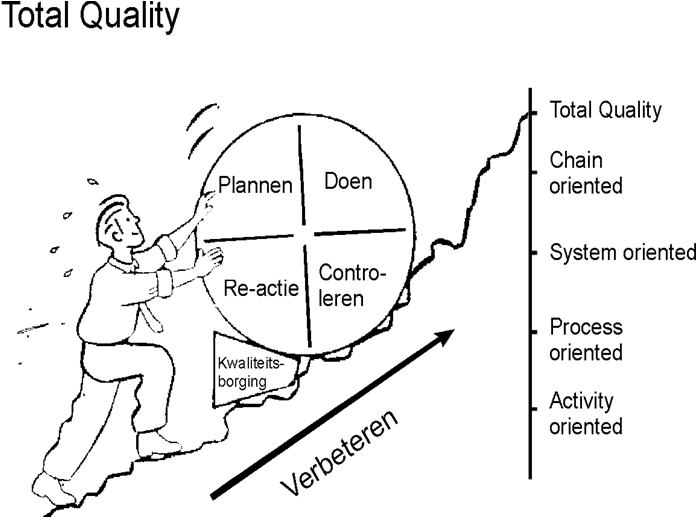 Total Quality
Plannen
Doen
Re-actie
Contro-
leren
Kwaliteits-
borging
Verbeteren
Total Quality
Chain
oriented
System oriented
Process
oriented
Activity
oriented